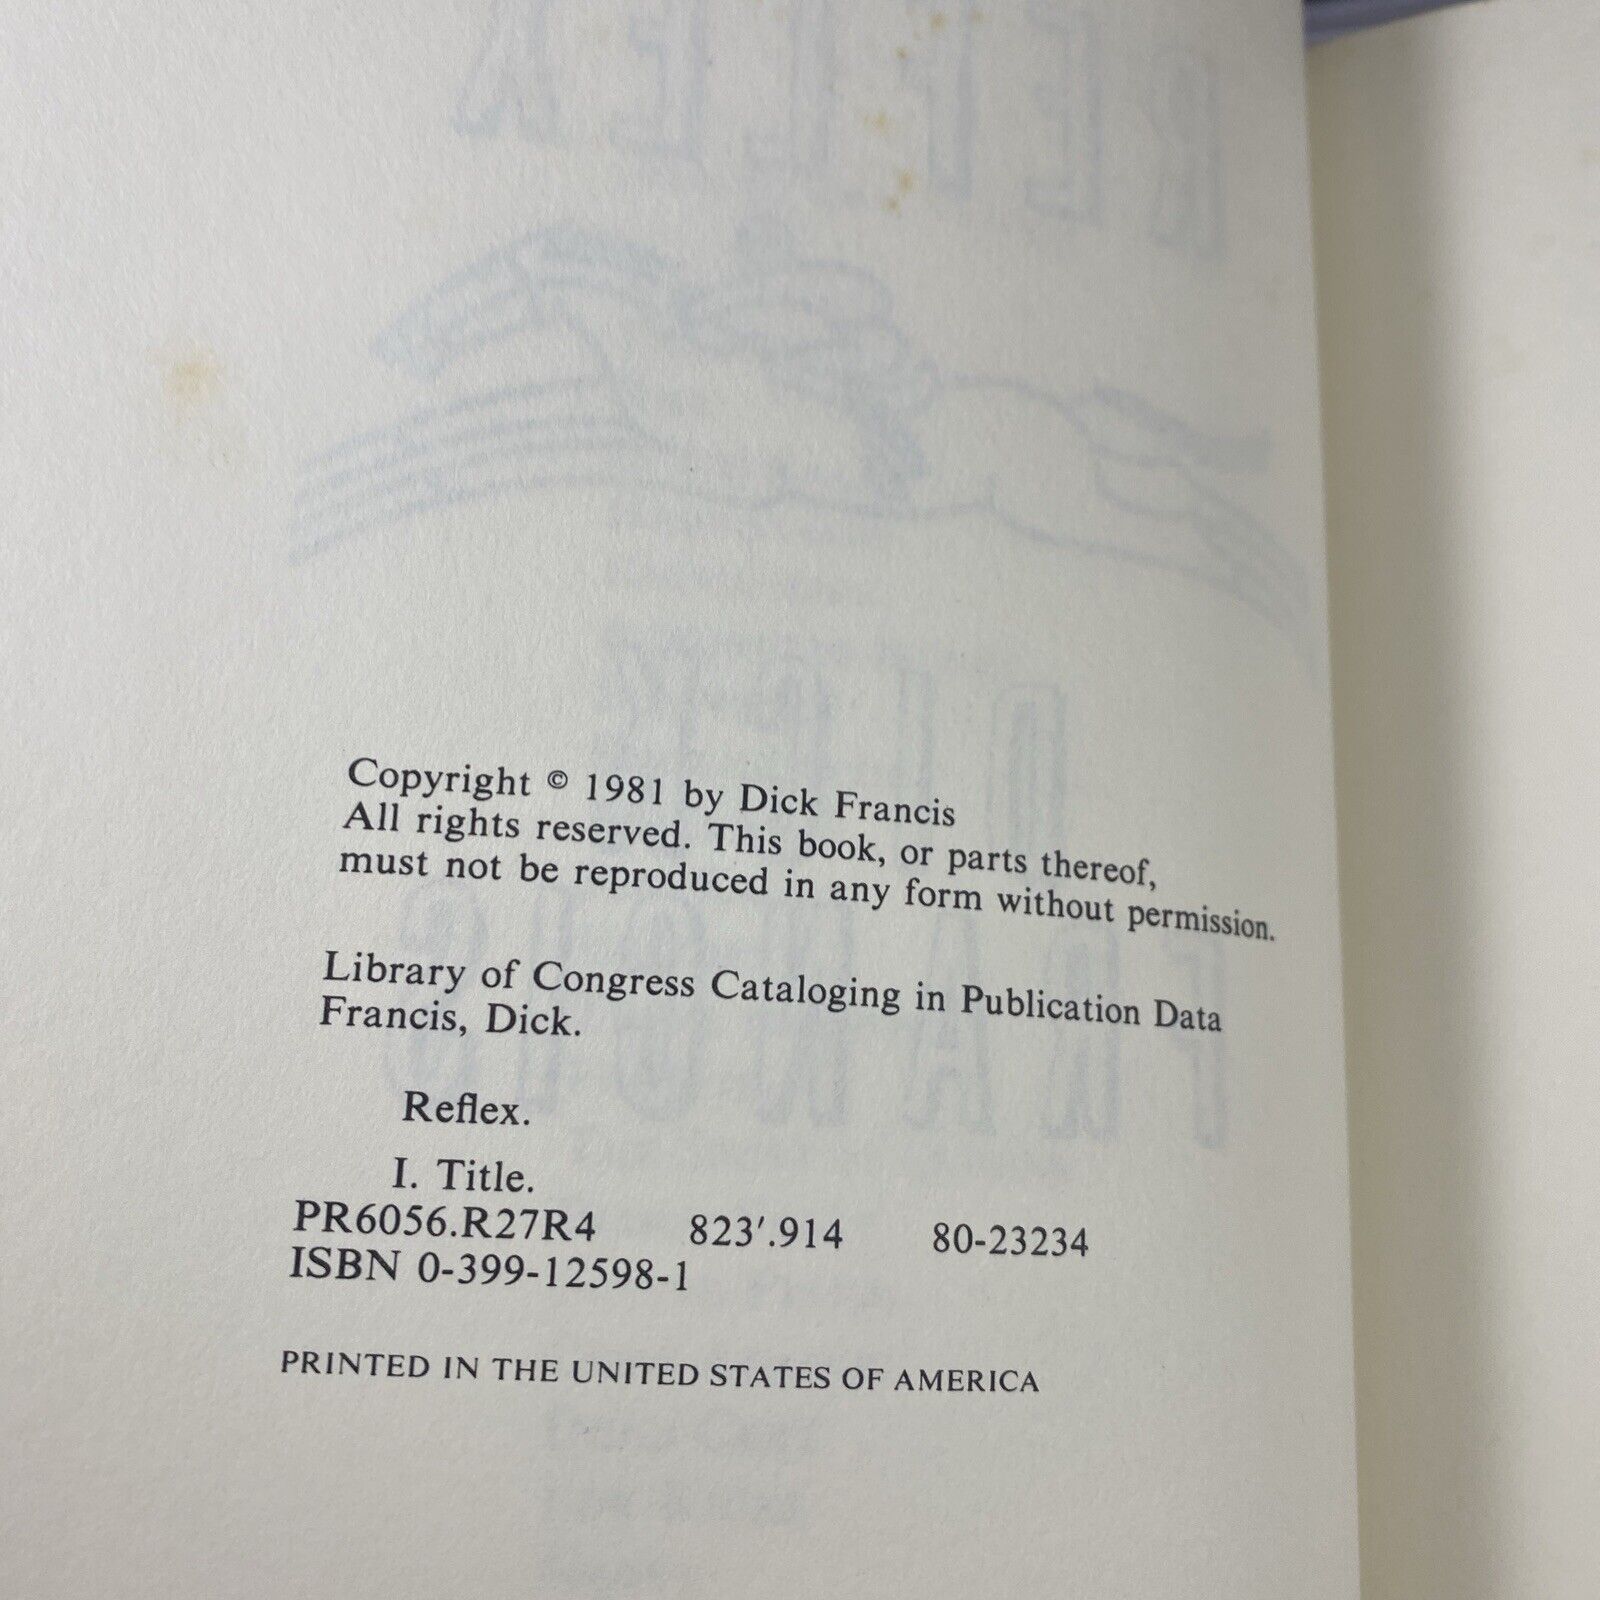 Copyright © 1981 by Dick Francis
All rights reserved. This book, or parts thereof,
must not be reproduced in any form without permission.
Library of Congress Cataloging in Publication Data
Francis, Dick.
Reflex.
I. Title.
PR6056.R27R4 823′.914 80-23234
ISBN 0-399-12598-1
PRINTED IN THE UNITED STATES OF AMERICA